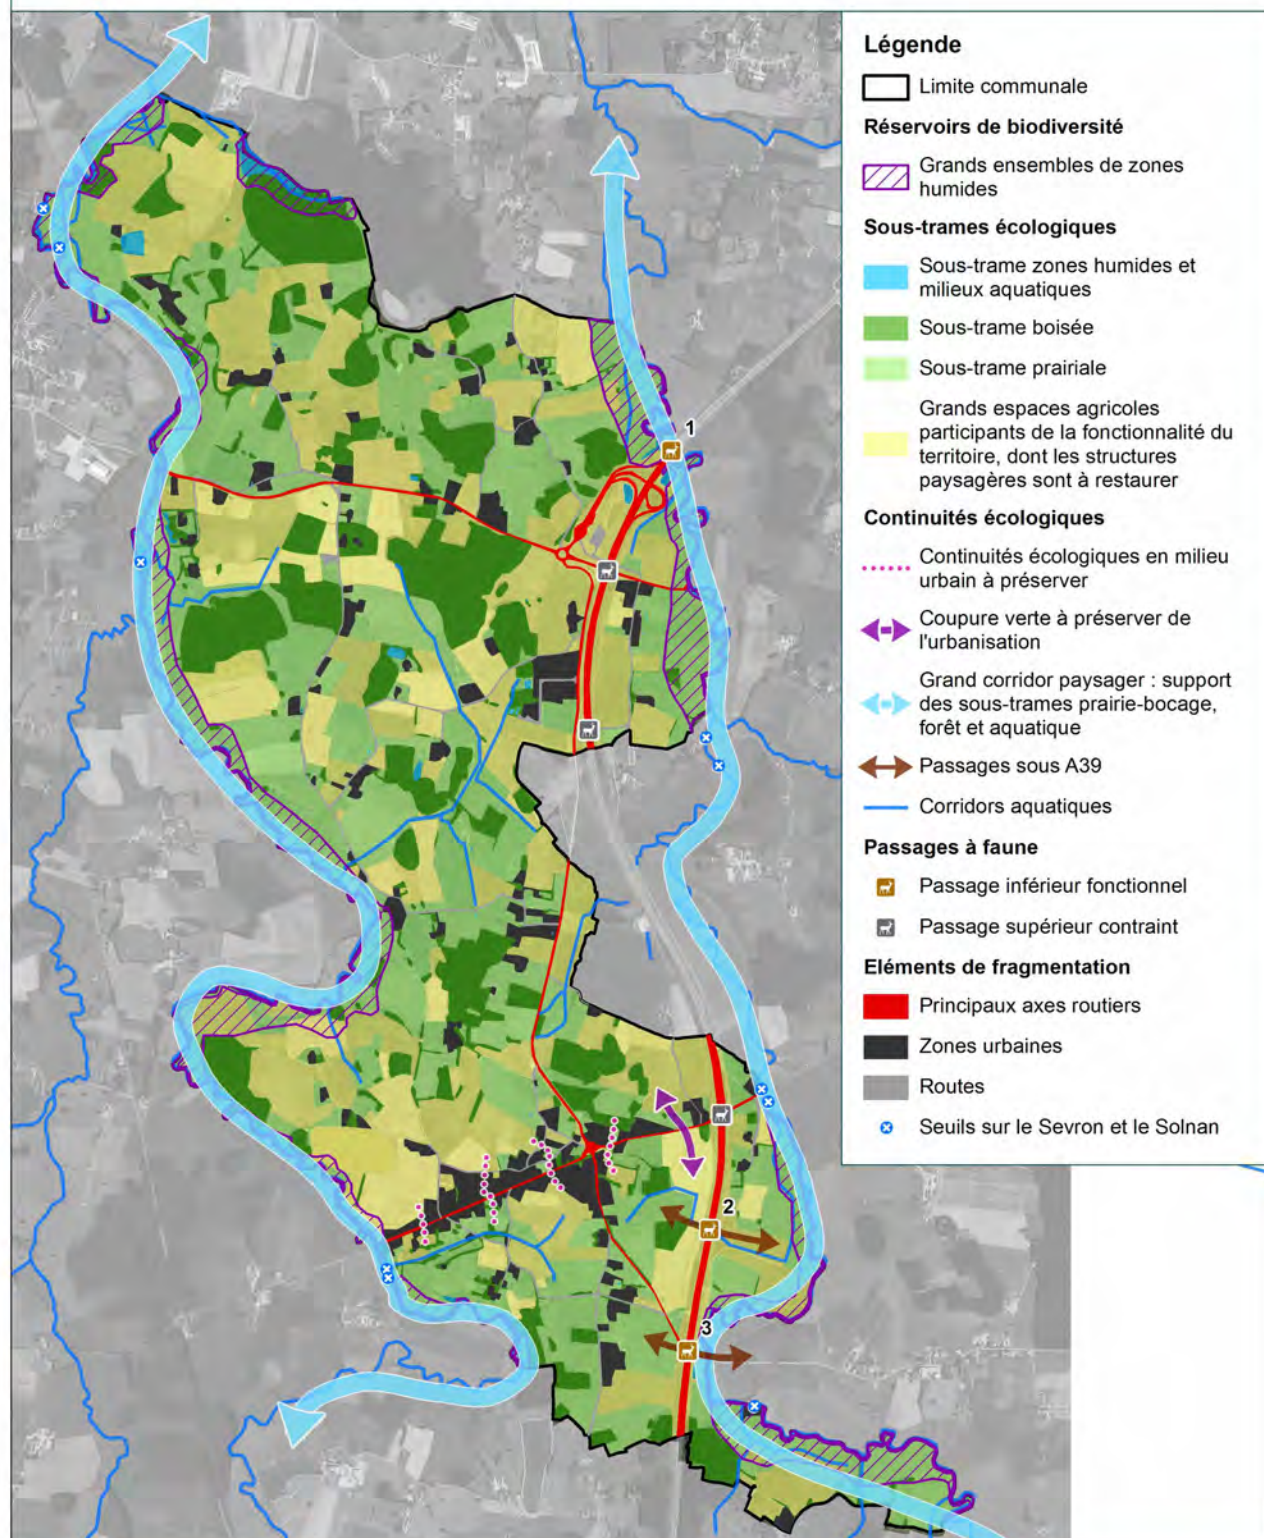 Légende
Limite communale
Réservoirs de biodiversité
Grands ensembles de zones
humides
Sous-trames écologiques
Sous-trame zones humides et
milieux aquatiques
Sous-trame boisée
Sous-trame prairiale
Grands espaces agricoles
participants de la fonctionnalité du
territoire, dont les structures
paysagères sont à restaurer
Continuités écologiques
Continuités écologiques en milieu
urbain à préserver
Coupure verte à préserver de
l'urbanisation
Grand corridor paysager : support
des sous-trames prairie-bocage,
forêt et aquatique
Passages sous A39
Corridors aquatiques
Passages à faune
Passage inférieur fonctionnel
Passage supérieur contraint
Eléments de fragmentation
Principaux axes routiers
Zones urbaines
Routes
Seuils sur le Sevron et le Solnan
1
2
3